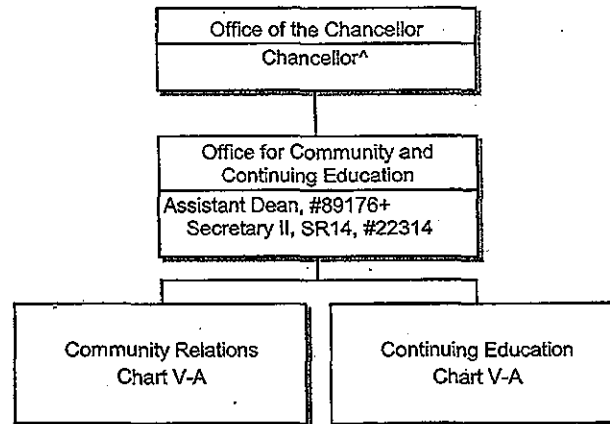 Office of the Chancellor
Chancellor^
Office for Community and
Continuing Education
Assistant Dean, #89176+
Secretary II, SR14, #22314
Community Relations
Chart V-A
Continuing Education
Chart V-A